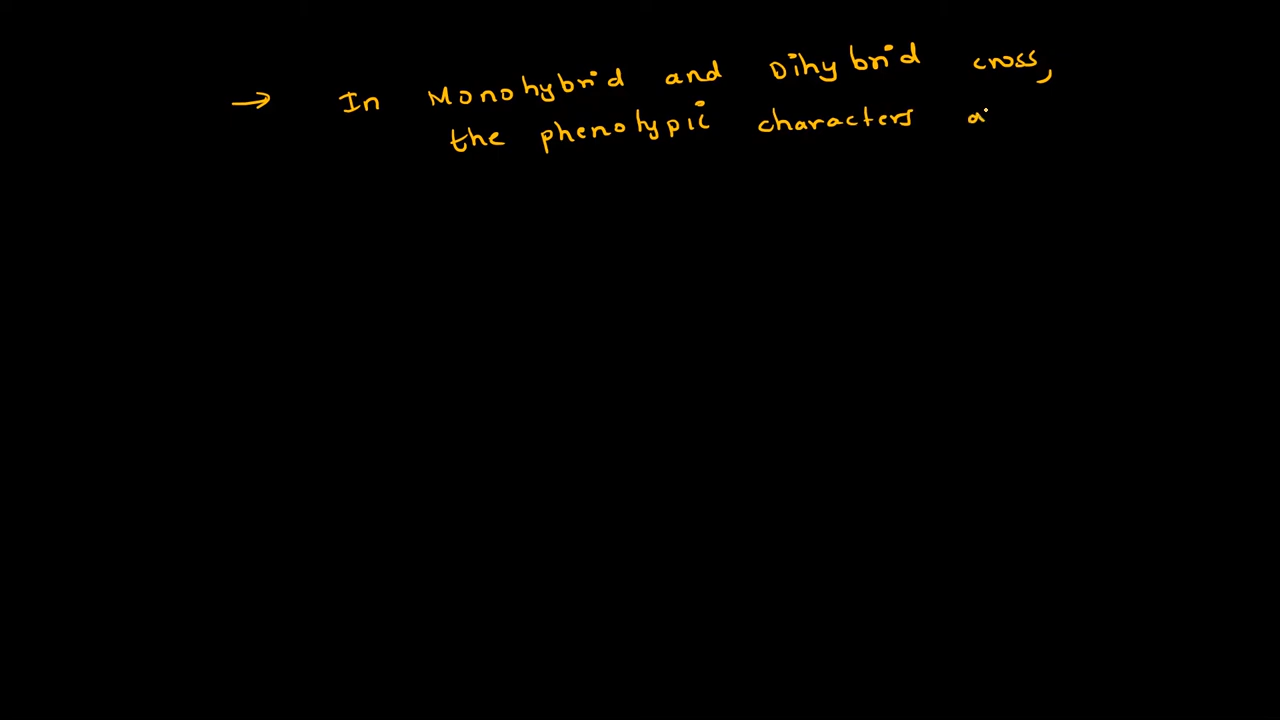 → In Monohybrid and Dihybrid cross,
the phenotypic characters a